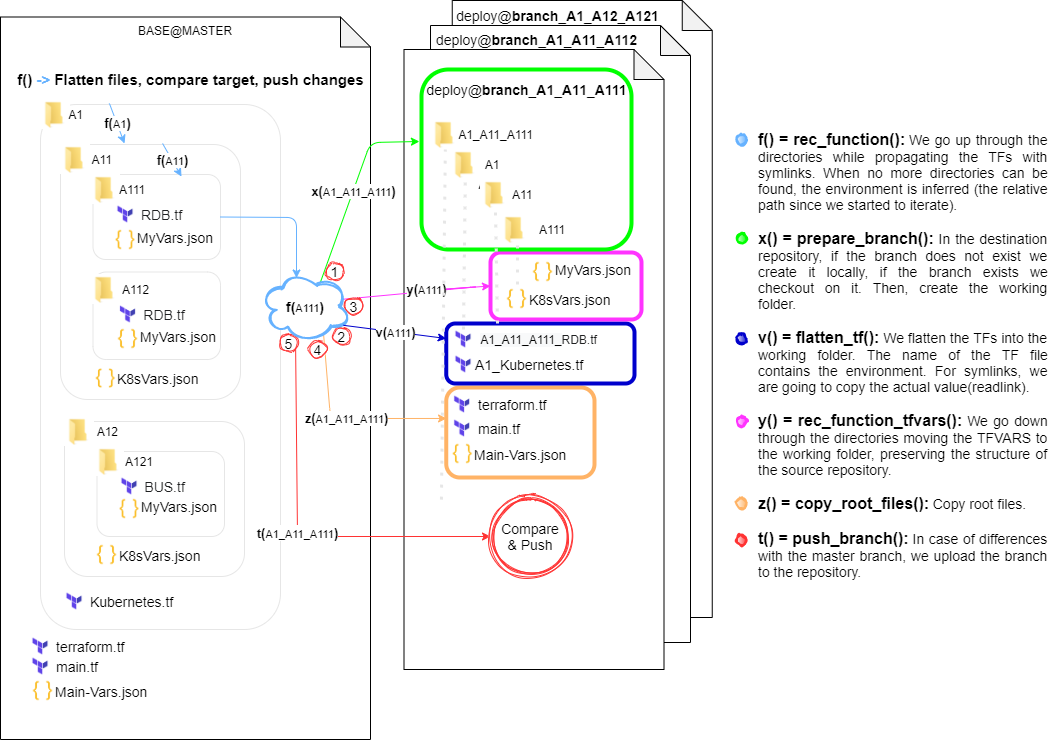 BASE@MASTER
f() -> Flatten files, compare target, push changes
A1
f(A1)
A11
f(A11)
A111
RDB.tf
{ } MyVars.json
A112
RDB.tf
{ } MyVars.json
{ } K8sVars.json
A12
A121
BUS.tf
{ } MyVars.json
{ } K8sVars.json
Kubernetes.tf
terraform.tf
main.tf
{ } Main-Vars.json
f(A111)
1
3
2
4
5
x(A1_A11_A111)
y(A111)
v(A111)
z(A1_A11_A111)
t(A1_A11_A111)
deploy@branch_A1_A12_A121
deploy@branch_A1_A11_A112
deploy@branch_A1_A11_A111
A1_A11_A111
A1
A11
A111
{ } MyVars.json
{ } K8sVars.json
A1_A11_A111_RDB.tf
A1_Kubernetes.tf
terraform.tf
main.tf
{ } Main-Vars.json
Compare
& Push
f() = rec_function(): We go up through the
directories while propagating the TFs with
symlinks. When no more directories can be
found, the environment is inferred (the relative
path since we started to iterate).
x() = prepare_branch(): In the destination
repository, if the branch does not exist we
create it locally, if the branch exists we
checkout on it. Then, create the working
folder.
v() = flatten_tf(): We flatten the TFs into the
working folder. The name of the TF file
contains the environment. For symlinks, we
are going to copy the actual value(readlink).
y() = rec_function_tfvars(): We go down
through the directories moving the TFVARS to
the working folder, preserving the structure of
the source repository.
z() = copy_root_files(): Copy root files.
t() = push_branch(): In case of differences
with the master branch, we upload the branch
to the repository.